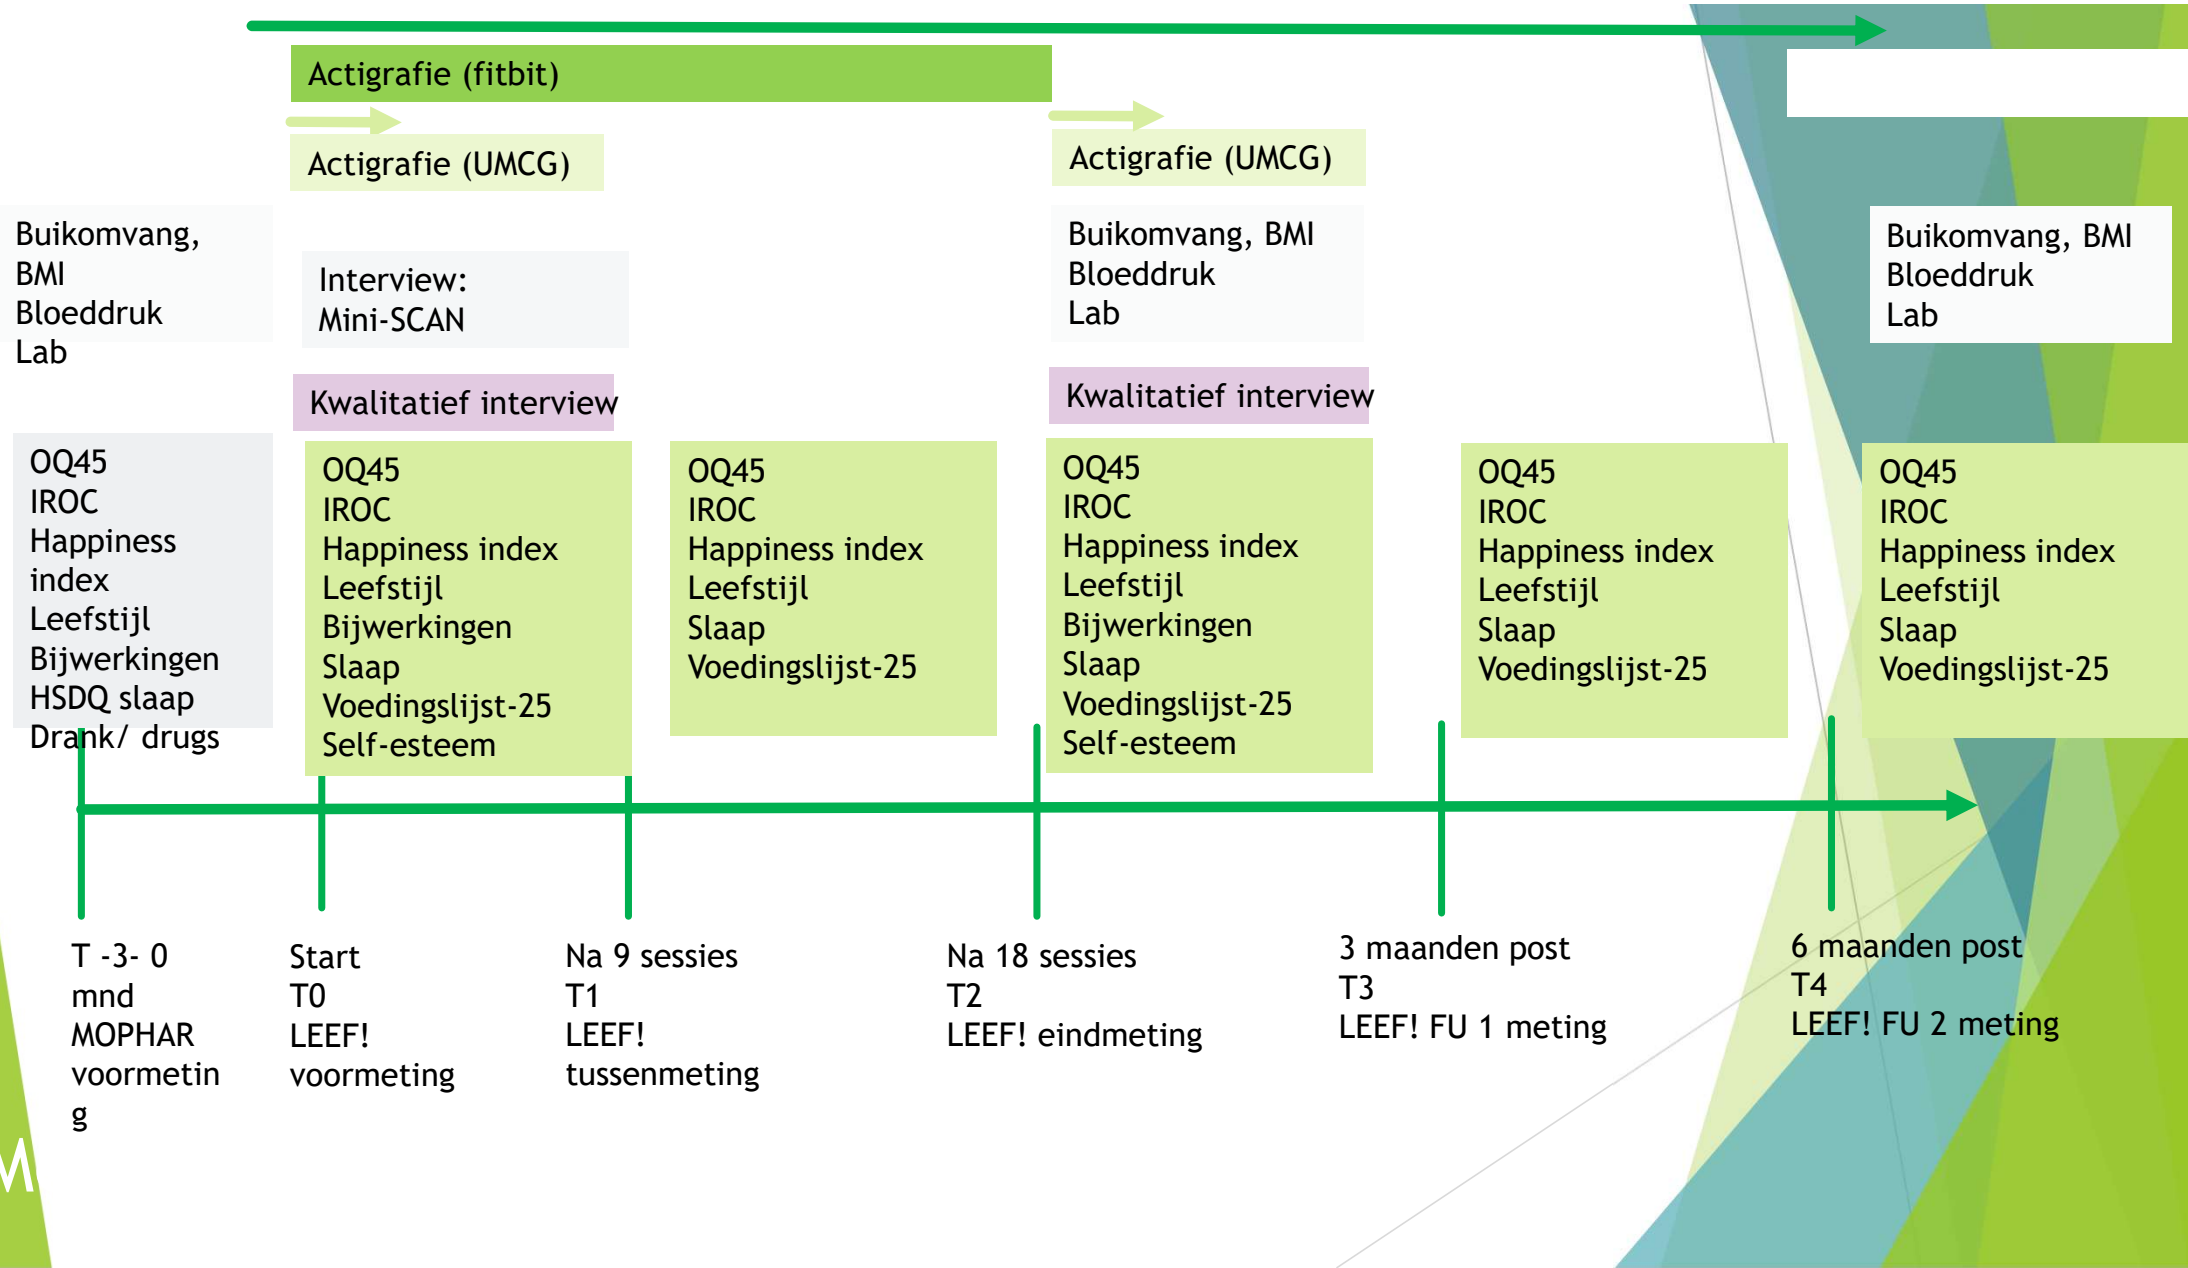 Actigrafie (fitbit)
Actigrafie (UMCG)
Actigrafie (UMCG)
Buikomvang,
BMI
Bloeddruk
Lab
Interview:
Mini-SCAN
Buikomvang, BMI
Bloeddruk
Lab
Buikomvang, BMI
Bloeddruk
Lab
Kwalitatief interview
Kwalitatief interview
OQ45
IROC
Happiness
index
Leefstijl
Bijwerkingen
HSDQ slaap
Drank/ drugs
OQ45
IROC
Happiness index
Leefstijl
Bijwerkingen
Slaap
Voedingslijst-25
Self-esteem
OQ45
IROC
Happiness index
Leefstijl
Slaap
Voedingslijst-25
OQ45
IROC
Happiness index
Leefstijl
Bijwerkingen
Slaap
Voedingslijst-25
Self-esteem
OQ45
IROC
Happiness index
Leefstijl
Slaap
Voedingslijst-25
OQ45
IROC
Happiness index
Leefstijl
Slaap
Voedingslijst-25
T -3- 0
mnd
MOPHAR
voormetin
g
Start
T0
LEEF!
voormeting
Na 9 sessies
T1
LEEF!
tussenmeting
Na 18 sessies
T2
LEEF! eindmeting
3 maanden post
T3
LEEF! FU 1 meting
6 maanden post
T4
LEEF! FU 2 meting